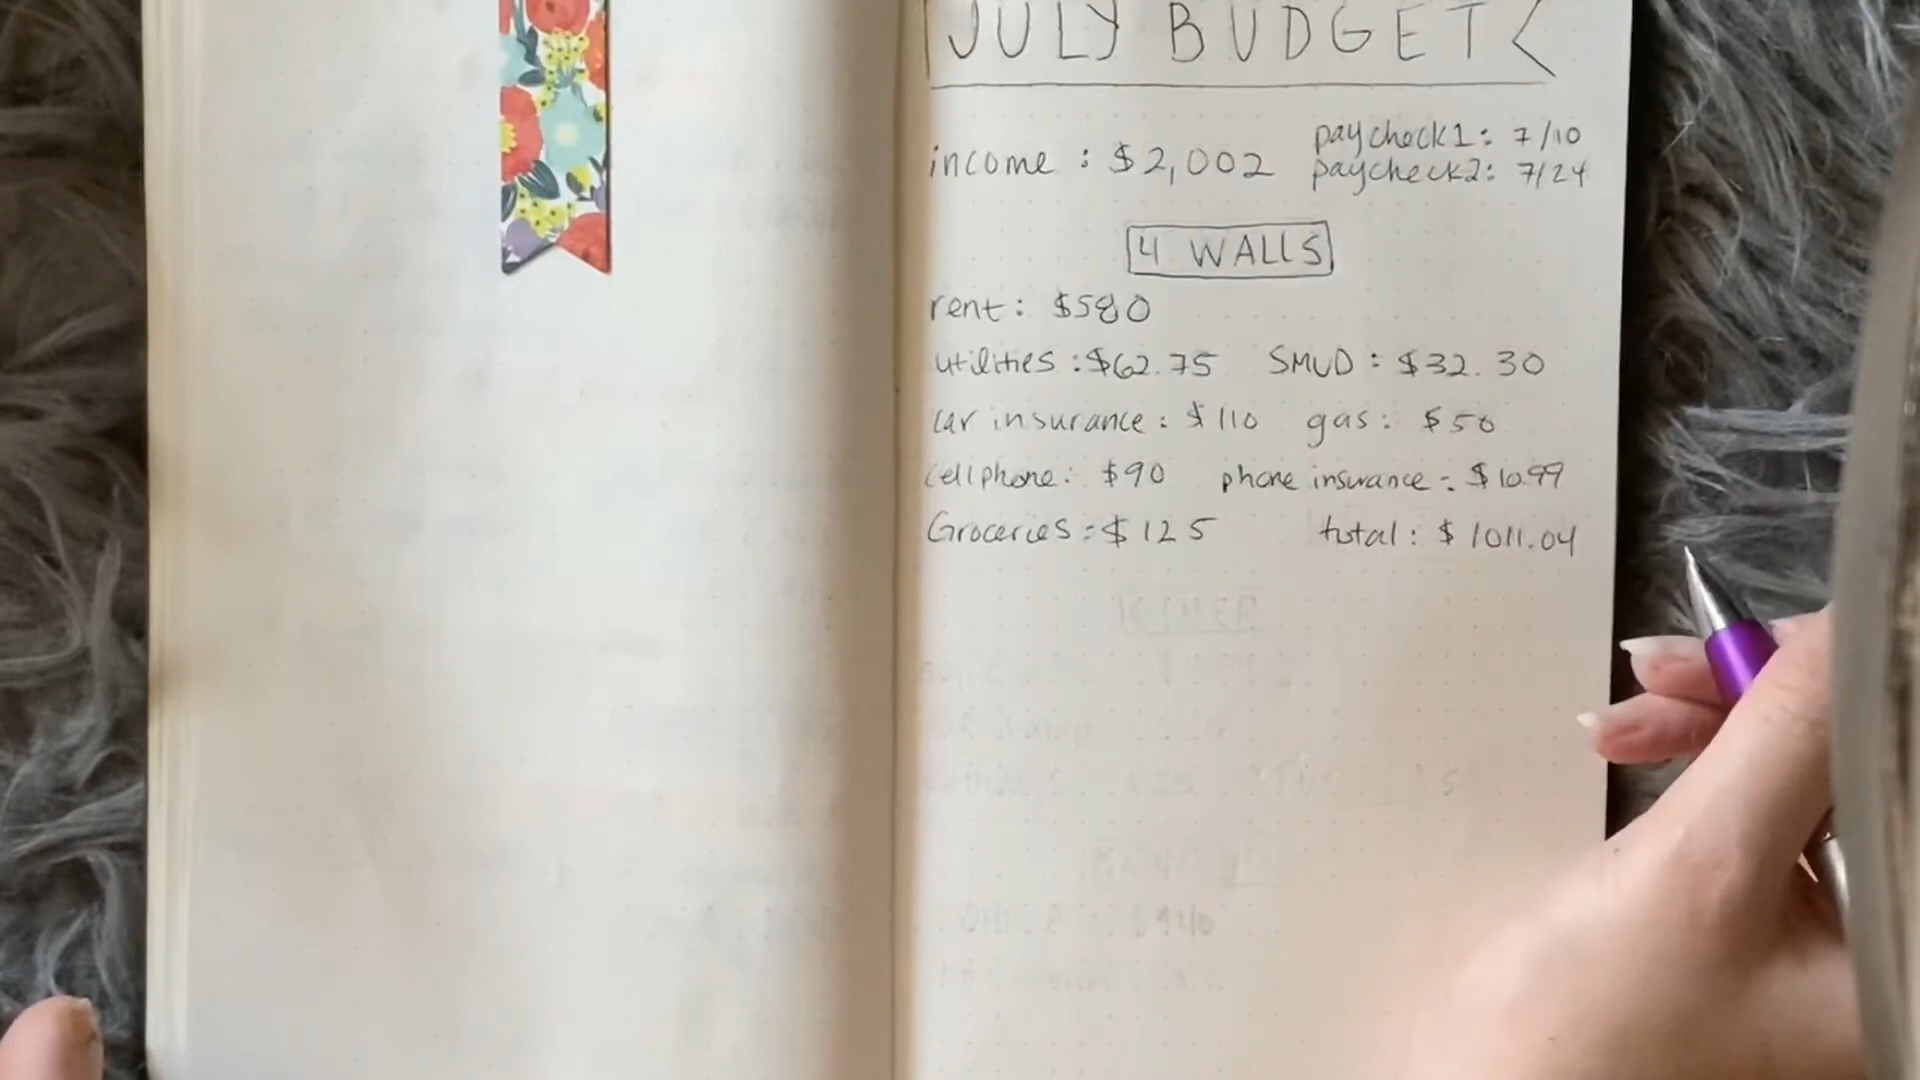 JULY BUDGET
income : $2,002
paycheck1: 7/10
paycheck2: 7/24
4 WALLS
rent: $580
utilities : $62.75 SMUD : $32.30
car insurance : $110 gas: $50
cellphone: $90 phone insurance : $10.99
Groceries : $125 total : $1011.04